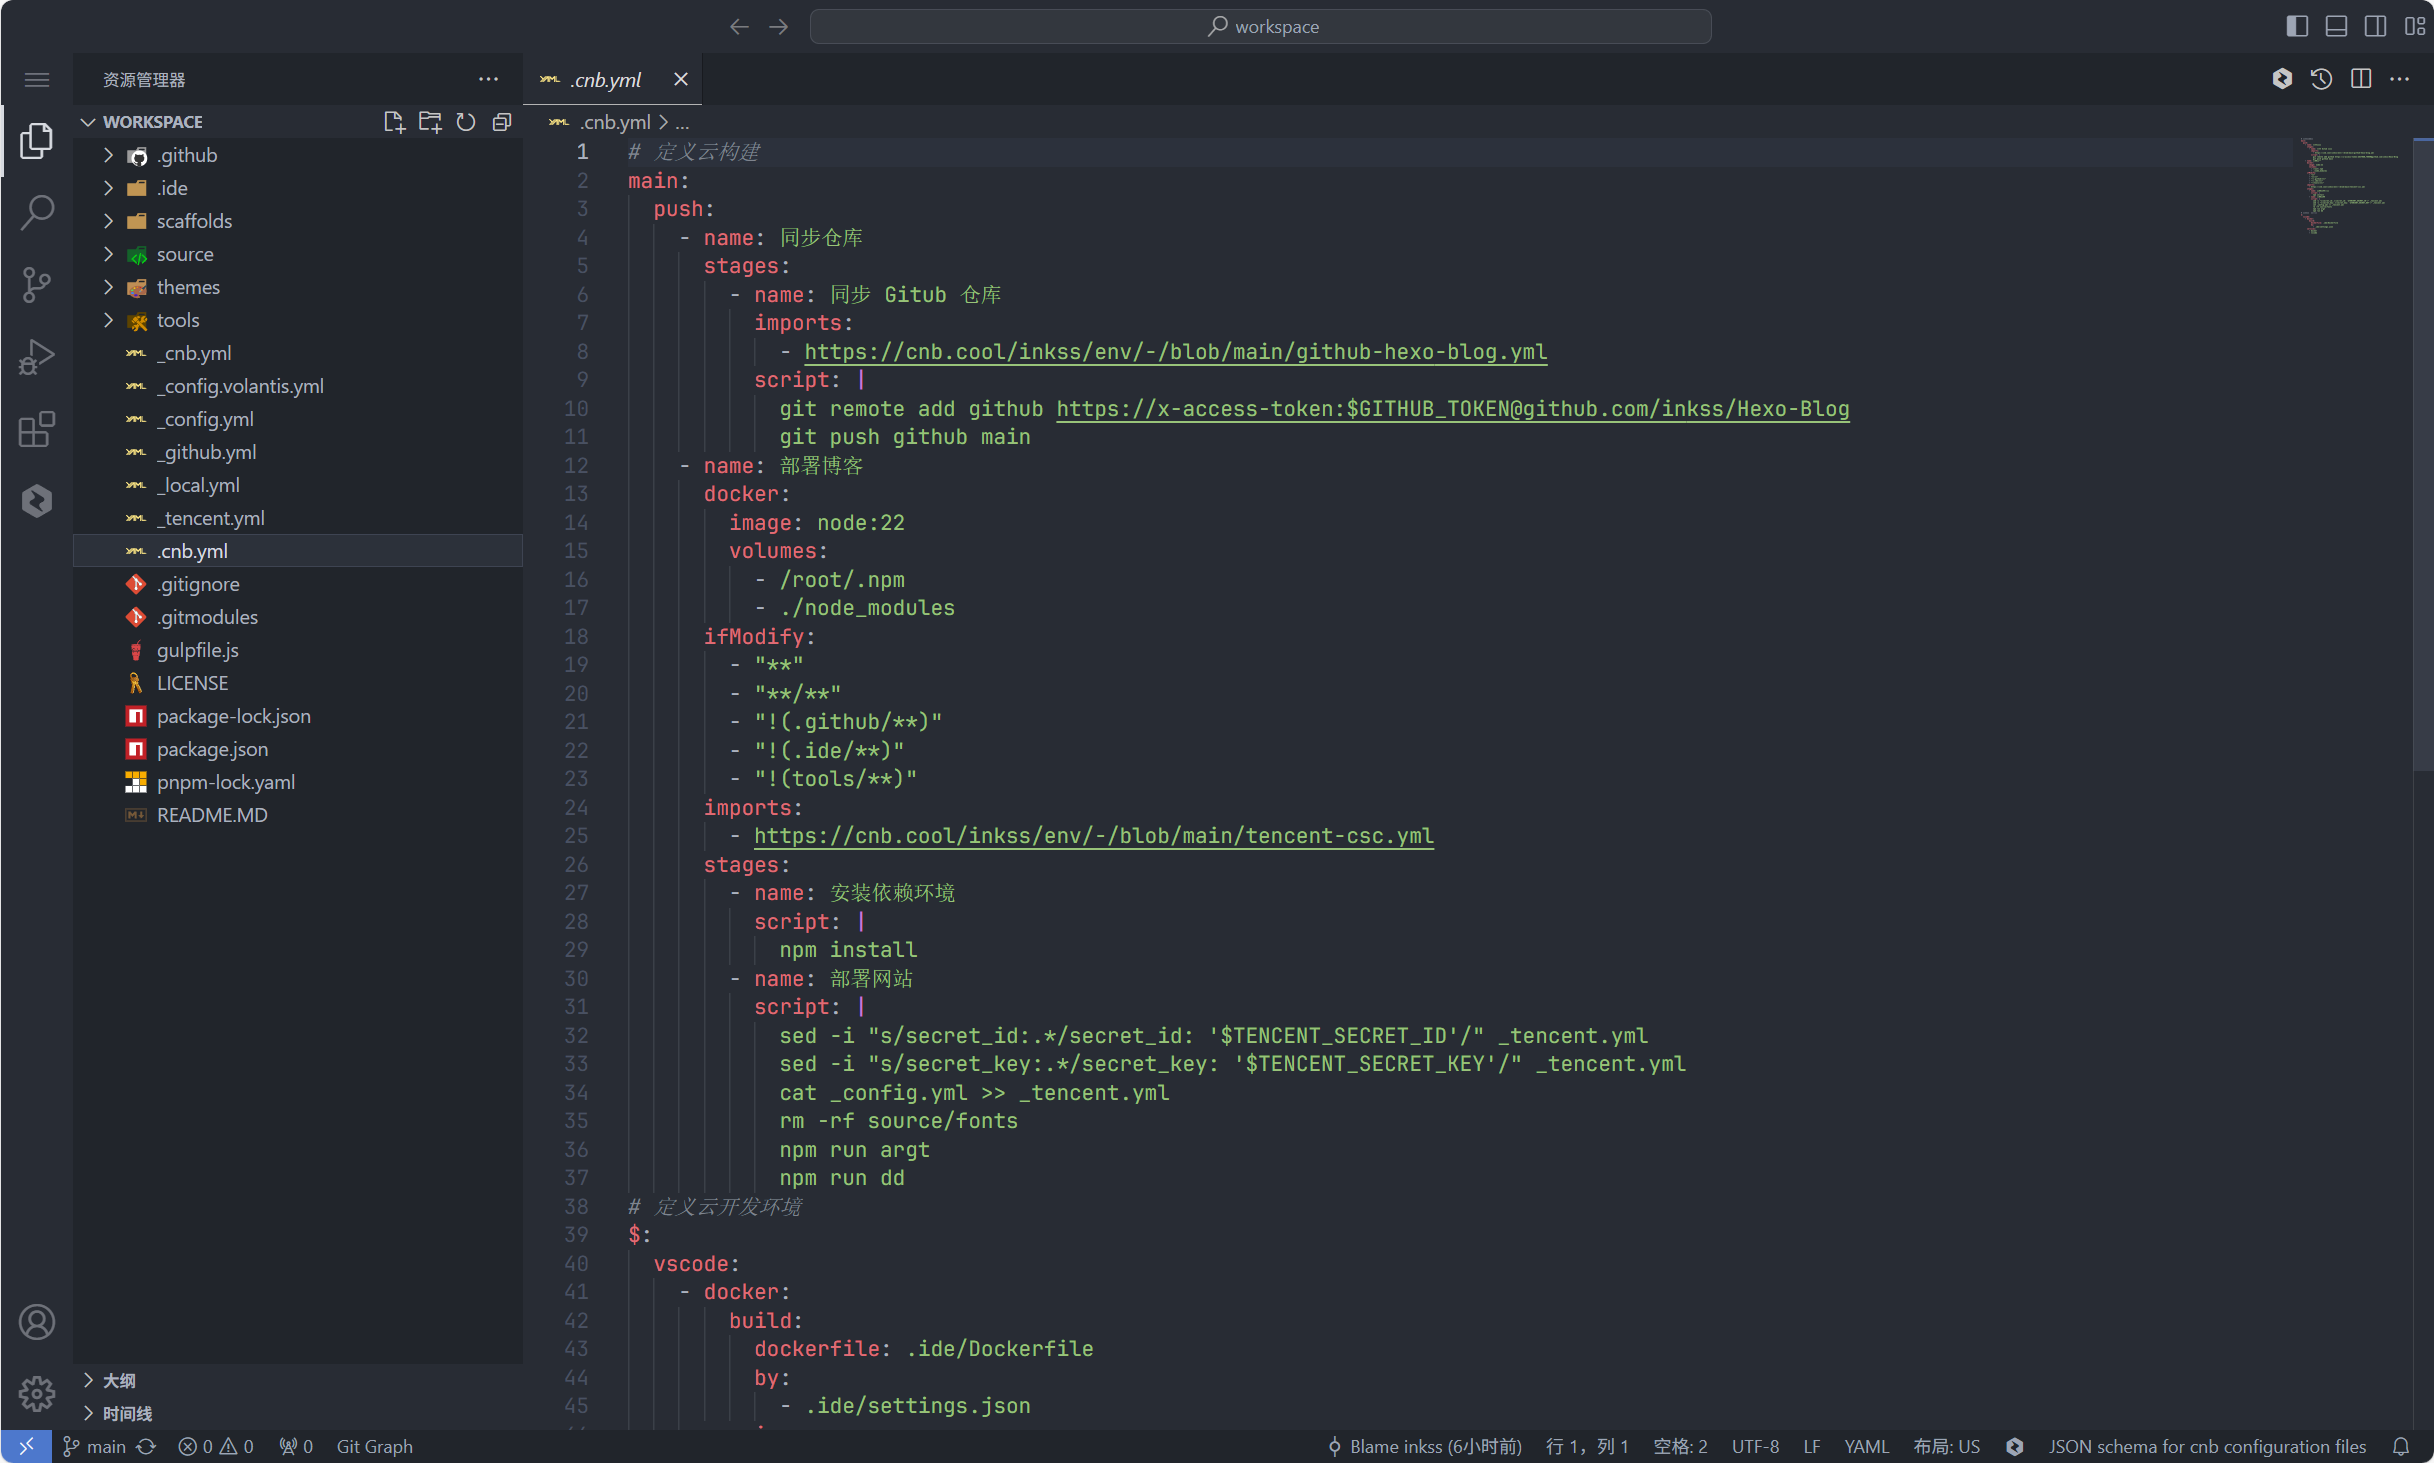 workspace
资源管理器
.cnb.yml
WORKSPACE
.github
.ide
scaffolds
source
themes
tools
_cnb.yml
_config.volantis.yml
_config.yml
_github.yml
_local.yml
_tencent.yml
.cnb.yml
.gitignore
.gitmodules
gulpfile.js
LICENSE
package-lock.json
package.json
pnpm-lock.yaml
README.MD
大纲
时间线
.cnb.yml > ...
1 # 定义云构建
2 main:
3 push:
4 - name: 同步仓库
5 stages:
6 - name: 同步 Gitub 仓库
7 imports:
8 - https://cnb.cool/inkss/env/-/blob/main/github-hexo-blog.yml
9 script: |
10 git remote add github https://x-access-token:$GITHUB_TOKEN@github.com/inkss/Hexo-Blog
11 git push github main
12 - name: 部署博客
13 docker:
14 image: node:22
15 volumes:
16 - /root/.npm
17 - ./node_modules
18 ifModify:
19 - "**"
20 - "**/**"
21 - "!(.github/**)"
22 - "!(.ide/**)"
23 - "!(tools/**)"
24 imports:
25 - https://cnb.cool/inkss/env/-/blob/main/tencent-csc.yml
26 stages:
27 - name: 安装依赖环境
28 script: |
29 npm install
30 - name: 部署网站
31 script: |
32 sed -i "s/secret_id:.*/secret_id: '$TENCENT_SECRET_ID'/" _tencent.yml
33 sed -i "s/secret_key:.*/secret_key: '$TENCENT_SECRET_KEY'/" _tencent.yml
34 cat _config.yml >> _tencent.yml
35 rm -rf source/fonts
36 npm run argt
37 npm run dd
38 # 定义云开发环境
39 $:
40 vscode:
41 - docker:
42 build:
43 dockerfile: .ide/Dockerfile
44 by:
45 - .ide/settings.json
main 0 0 0 Git Graph Blame inkss (6小时前) 行 1，列 1 空格: 2 UTF-8 LF YAML 布局: US JSON schema for cnb configuration files